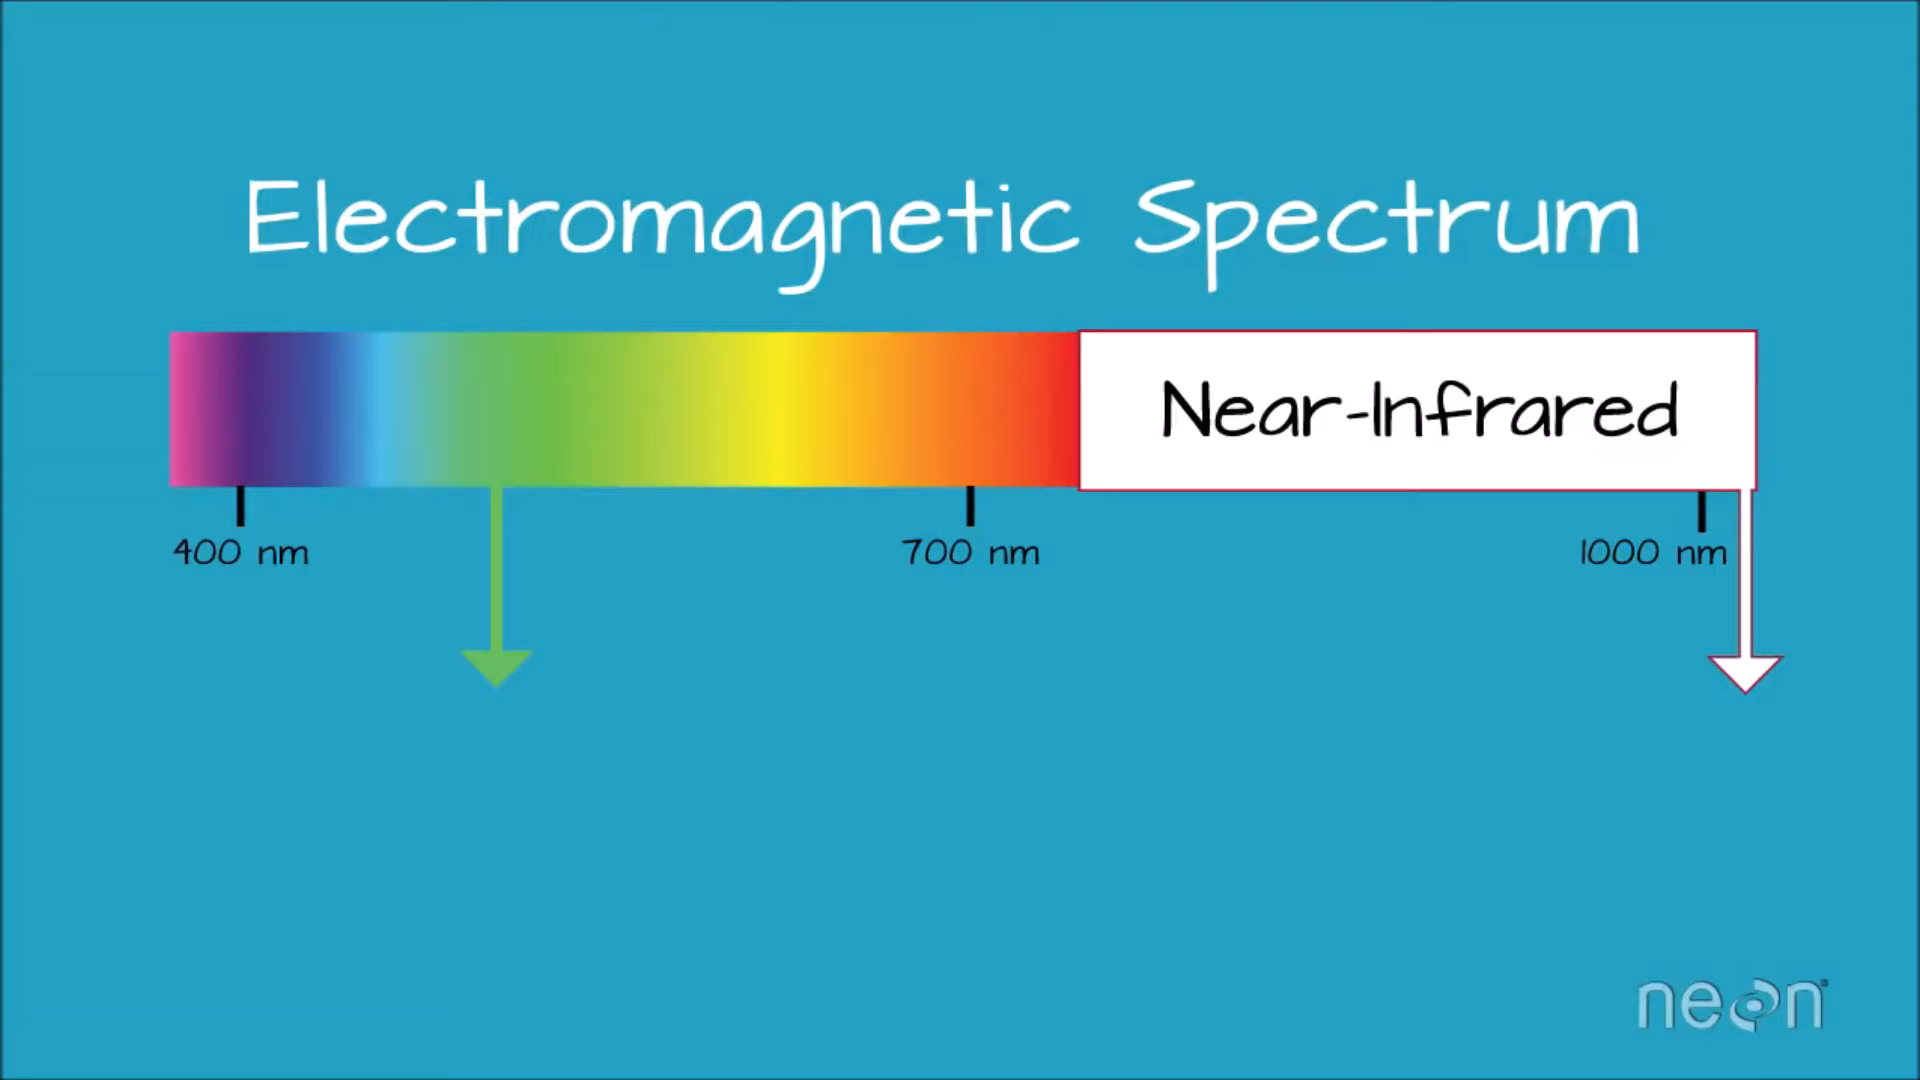 Electromagnetic Spectrum
Near-Infrared
400 nm
700 nm
1000 nm
neon